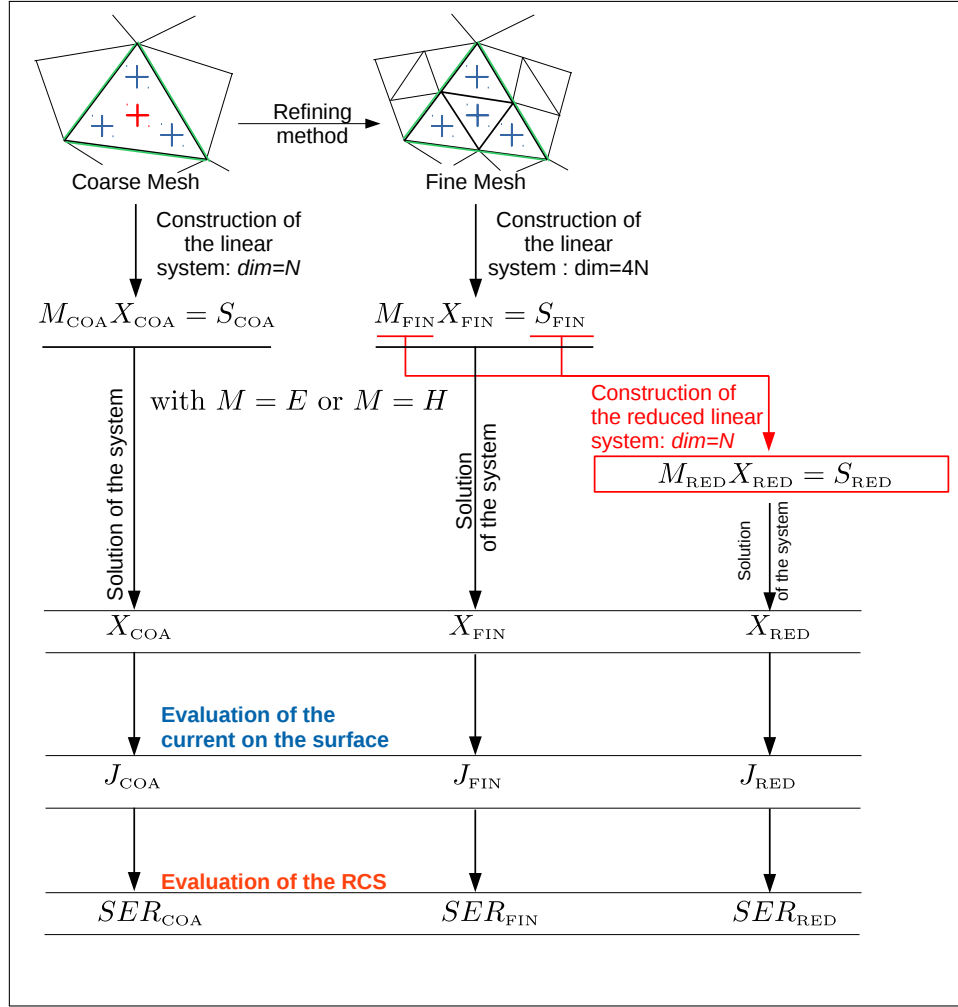 Refining
method
Coarse Mesh
Fine Mesh
Construction of
the linear
system: dim=N
Construction of
the linear
system : dim=4N
M_COA X_COA = S_COA
M_FIN X_FIN = S_FIN
with M = E or M = H
Construction of
the reduced linear
system: dim=N
M_RED X_RED = S_RED
Solution of the system
Solution
of the system
Solution
of the system
X_COA
X_FIN
X_RED
Evaluation of the
current on the surface
J_COA
J_FIN
J_RED
Evaluation of the RCS
SER_COA
SER_FIN
SER_RED